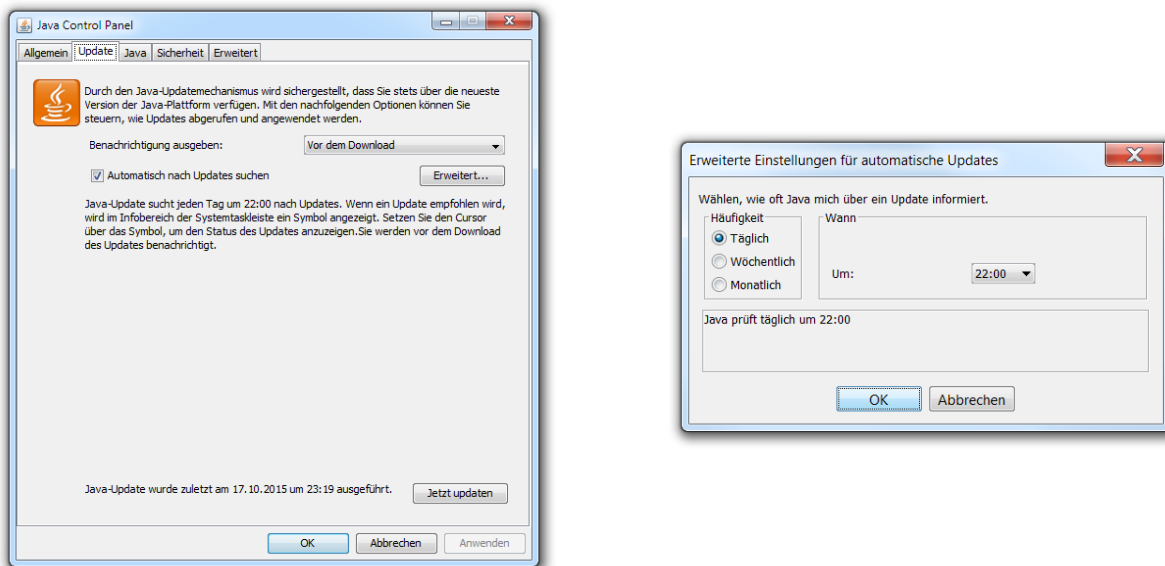 Java Control Panel
Allgemein Update Java Sicherheit Erweitert
Durch den Java-Updatemechanismus wird sichergestellt, dass Sie stets über die neueste
Version der Java-Plattform verfügen. Mit den nachfolgenden Optionen können Sie
steuern, wie Updates abgerufen und angewendet werden.
Benachrichtigung ausgeben: Vor dem Download
Automatisch nach Updates suchen Erweitert...
Java-Update sucht jeden Tag um 22:00 nach Updates. Wenn ein Update empfohlen wird,
wird im Infobereich der Systemtaskleiste ein Symbol angezeigt. Setzen Sie den Cursor
über das Symbol, um den Status des Updates anzuzeigen.Sie werden vor dem Download
des Updates benachrichtigt.
Java-Update wurde zuletzt am 17.10.2015 um 23:19 ausgeführt. Jetzt updaten
OK Abbrechen Anwenden
Erweiterte Einstellungen für automatische Updates
Wählen, wie oft Java mich über ein Update informiert.
Häufigkeit Wann
Täglich
Wöchentlich
Um: 22:00
Monatlich
Java prüft täglich um 22:00
OK Abbrechen